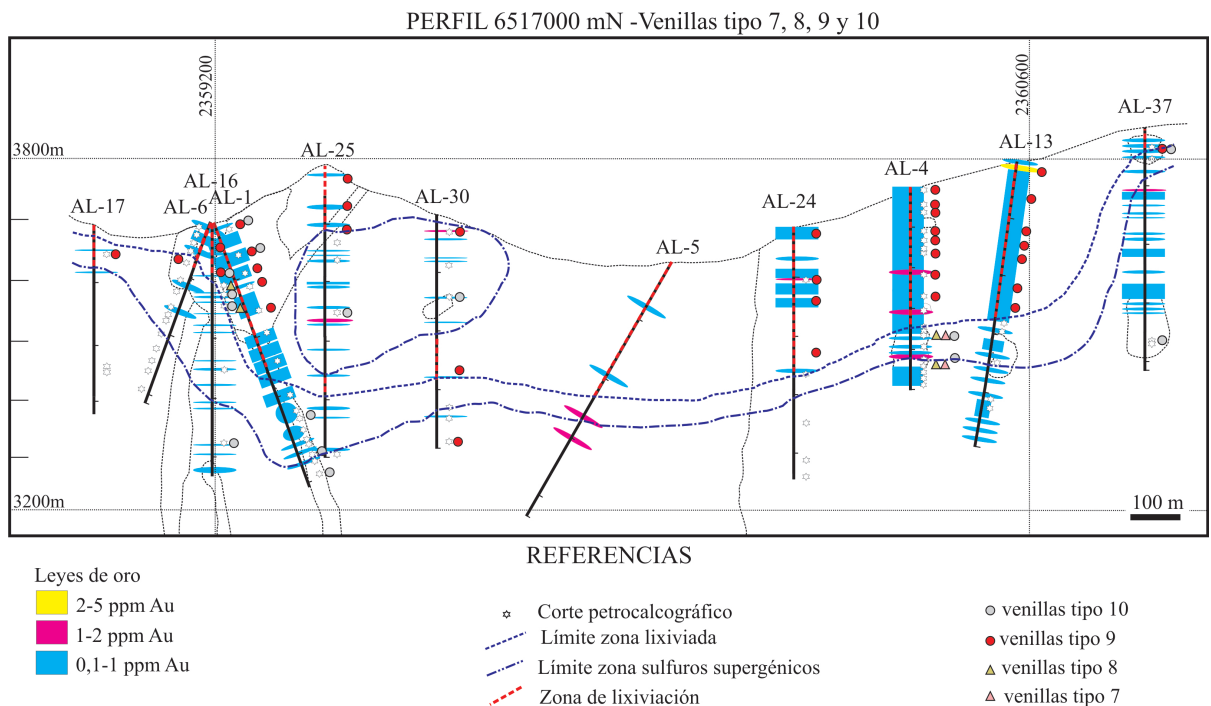 PERFIL 6517000 mN -Venillas tipo 7, 8, 9 y 10
2359200
2360600
AL-37
3800m
AL-25
AL-13
AL-16
AL-4
AL-17
AL-6
AL-1
AL-30
AL-24
AL-5
3200m
100 m
REFERENCIAS
Leyes de oro
2-5 ppm Au
1-2 ppm Au
0,1-1 ppm Au
Corte petrocalcográfico
Límite zona lixiviada
Límite zona sulfuros supergénicos
Zona de lixiviación
venillas tipo 10
venillas tipo 9
venillas tipo 8
venillas tipo 7